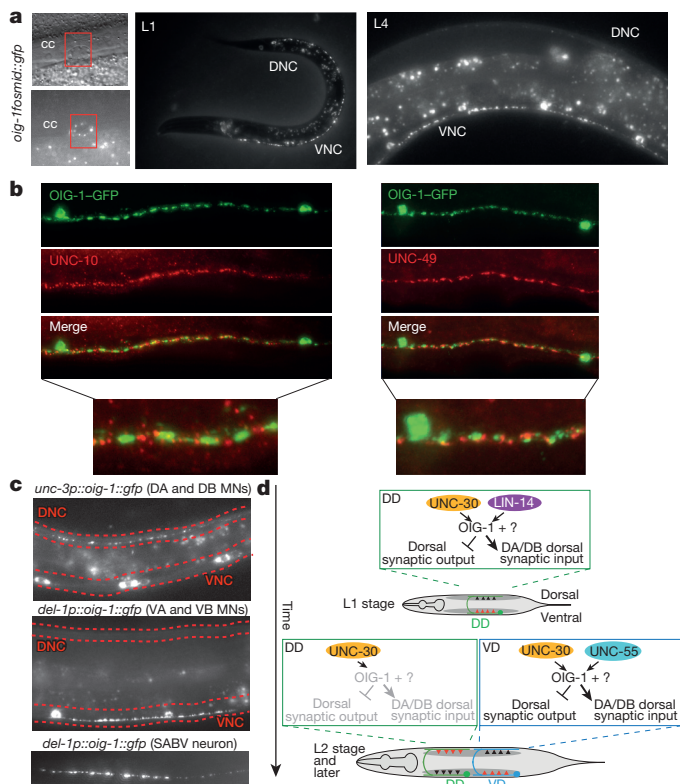 a
oig-1fosmid::gfp
CC
CC
L1
DNC
VNC
L4
DNC
VNC
b
OIG-1–GFP
UNC-10
Merge
OIG-1–GFP
UNC-49
Merge
c
unc-3p::oig-1::gfp (DA and DB MNs)
DNC
VNC
del-1p::oig-1::gfp (VA and VB MNs)
DNC
VNC
del-1p::oig-1::gfp (SABV neuron)
d
Time
DD
UNC-30
LIN-14
OIG-1 + ?
Dorsal
synaptic output
DA/DB dorsal
synaptic input
L1 stage
Dorsal
Ventral
DD
DD
UNC-30
OIG-1 + ?
Dorsal
synaptic output
DA/DB dorsal
synaptic input
VD
UNC-30
UNC-55
OIG-1 + ?
Dorsal
synaptic output
DA/DB dorsal
synaptic input
L2 stage
and
later
DD
VD